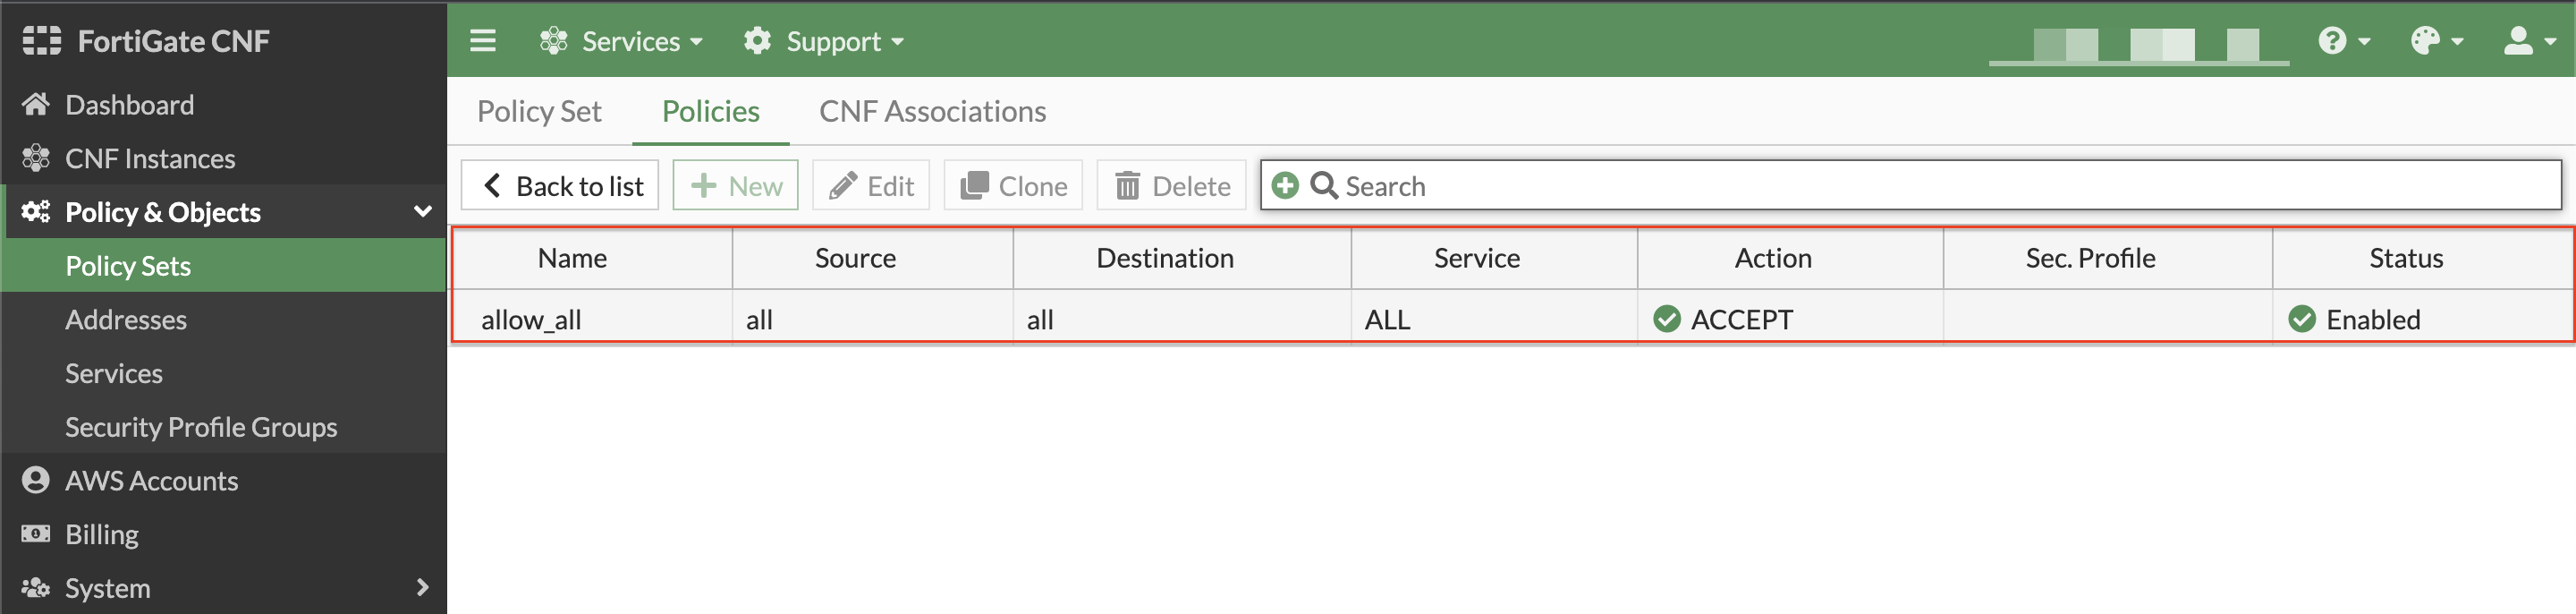 FortiGate CNF
Services
Support
Dashboard
CNF Instances
Policy & Objects
Policy Sets
Addresses
Services
Security Profile Groups
AWS Accounts
Billing
System
Policy Set Policies CNF Associations
Back to list New Edit Clone Delete Search
Name Source Destination Service Action Sec. Profile Status
allow_all all all ALL ACCEPT Enabled